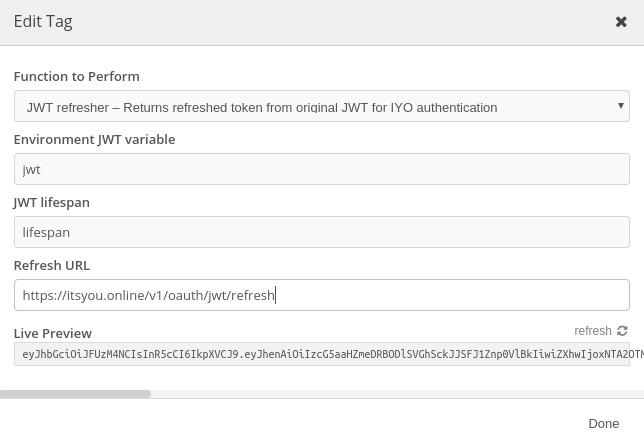 Edit Tag
Function to Perform
JWT refresher – Returns refreshed token from original JWT for IYO authentication
Environment JWT variable
jwt
JWT lifespan
lifespan
Refresh URL
https://itsyou.online/v1/oauth/jwt/refresh
Live Preview
refresh
eyJhbGciOiJFUzM4NCIsInR5cCI6IkpXVCJ9.eyJhenAiOiIzcG5aaHZmeDRBODlSVGhSckJJSFJ1Znp0VlBkIiwiZXhwIjoxNTA2OTM
Done